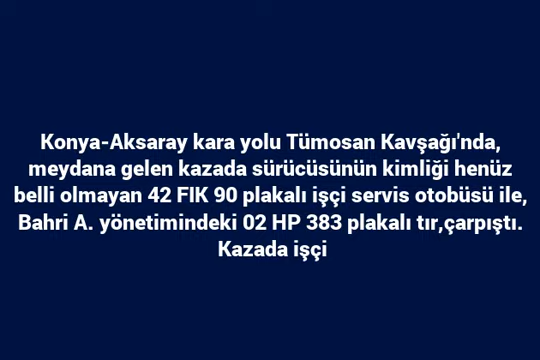 Konya-Aksaray kara yolu Tümosan Kavşağı'nda,
meydana gelen kazada sürücüsünün kimliği henüz
belli olmayan 42 FIK 90 plakalı işçi servis otobüsü ile,
Bahri A. yönetimindeki 02 HP 383 plakalı tır,çarpıştı.
Kazada işçi